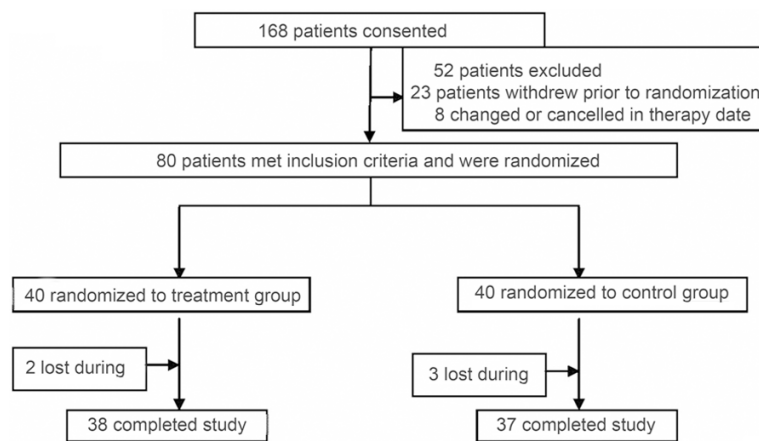 168 patients consented
52 patients excluded
23 patients withdrew prior to randomization
8 changed or cancelled in therapy date
80 patients met inclusion criteria and were randomized
40 randomized to treatment group
40 randomized to control group
2 lost during
3 lost during
38 completed study
37 completed study